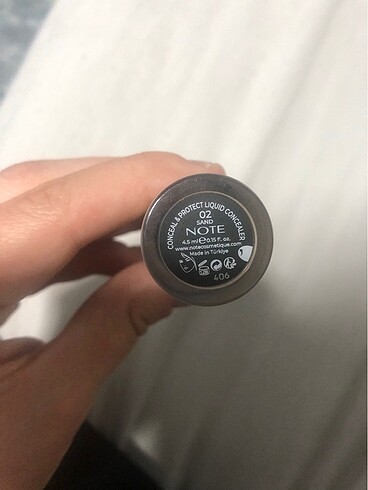 CONCEAL & PROTECT LIQUID CONCEALER
02
SAND
NOTE
4.5 ml ℮ 0.15 fl. oz.
www.notecosmetique.com
Made in Türkiye
406